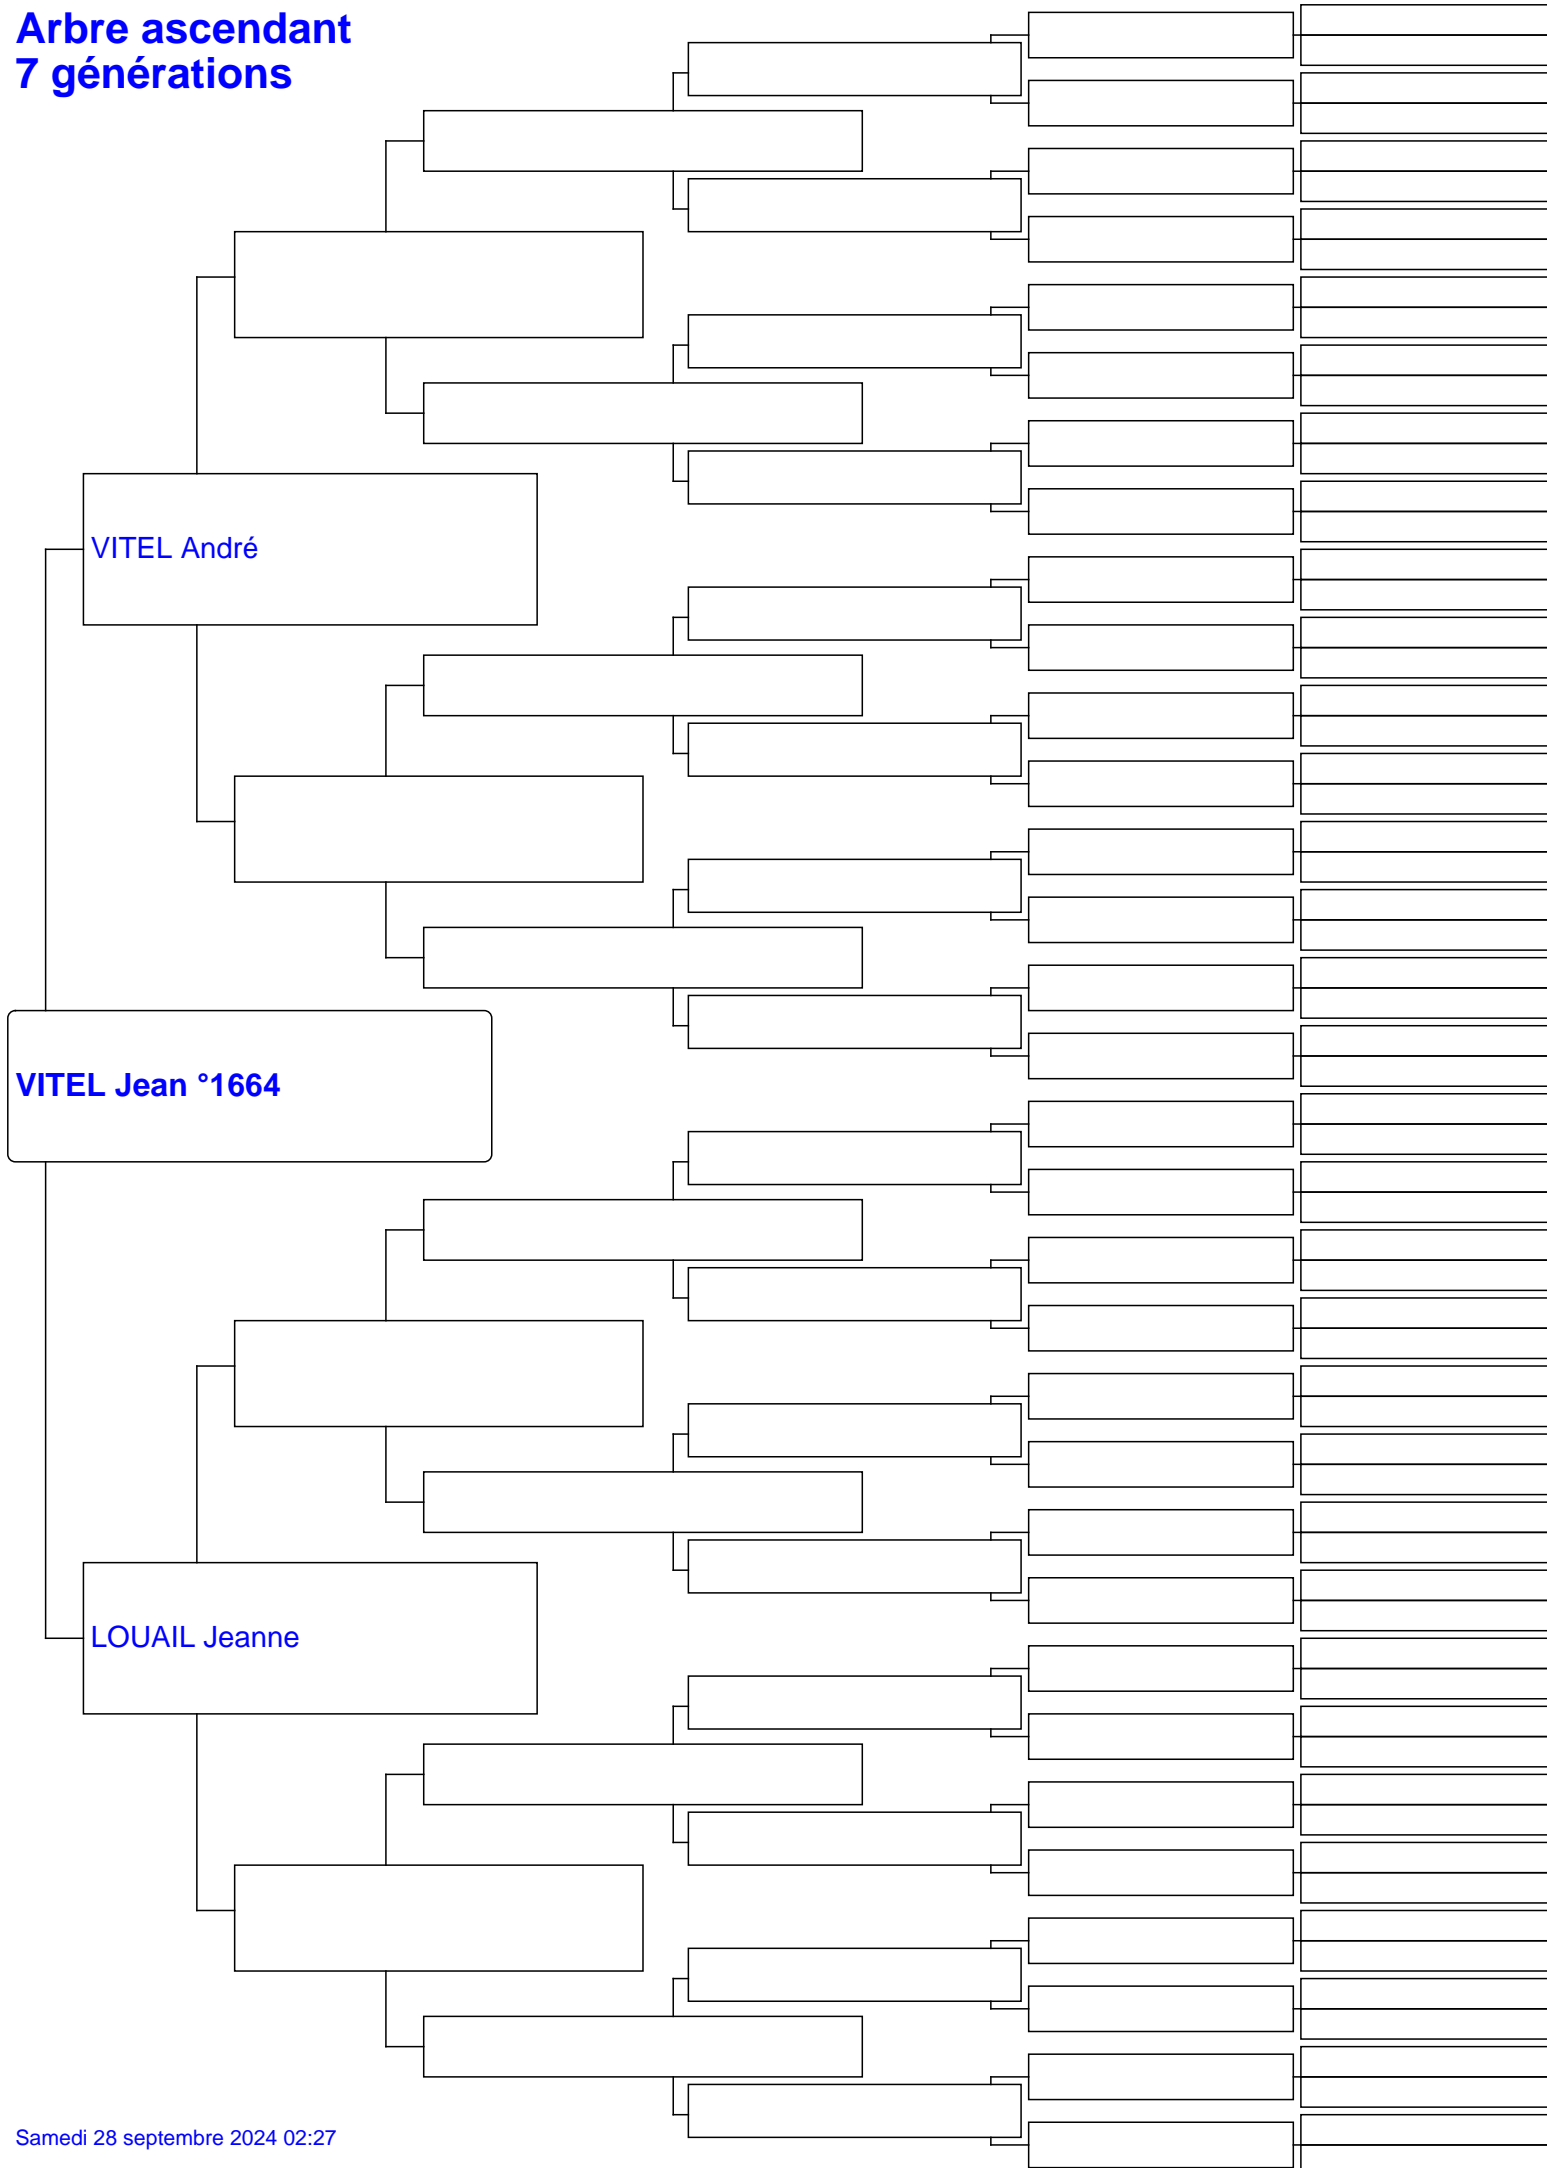 Arbre ascendant
7 générations
VITEL André
VITEL Jean °1664
LOUAIL Jeanne
Samedi 28 septembre 2024 02:27